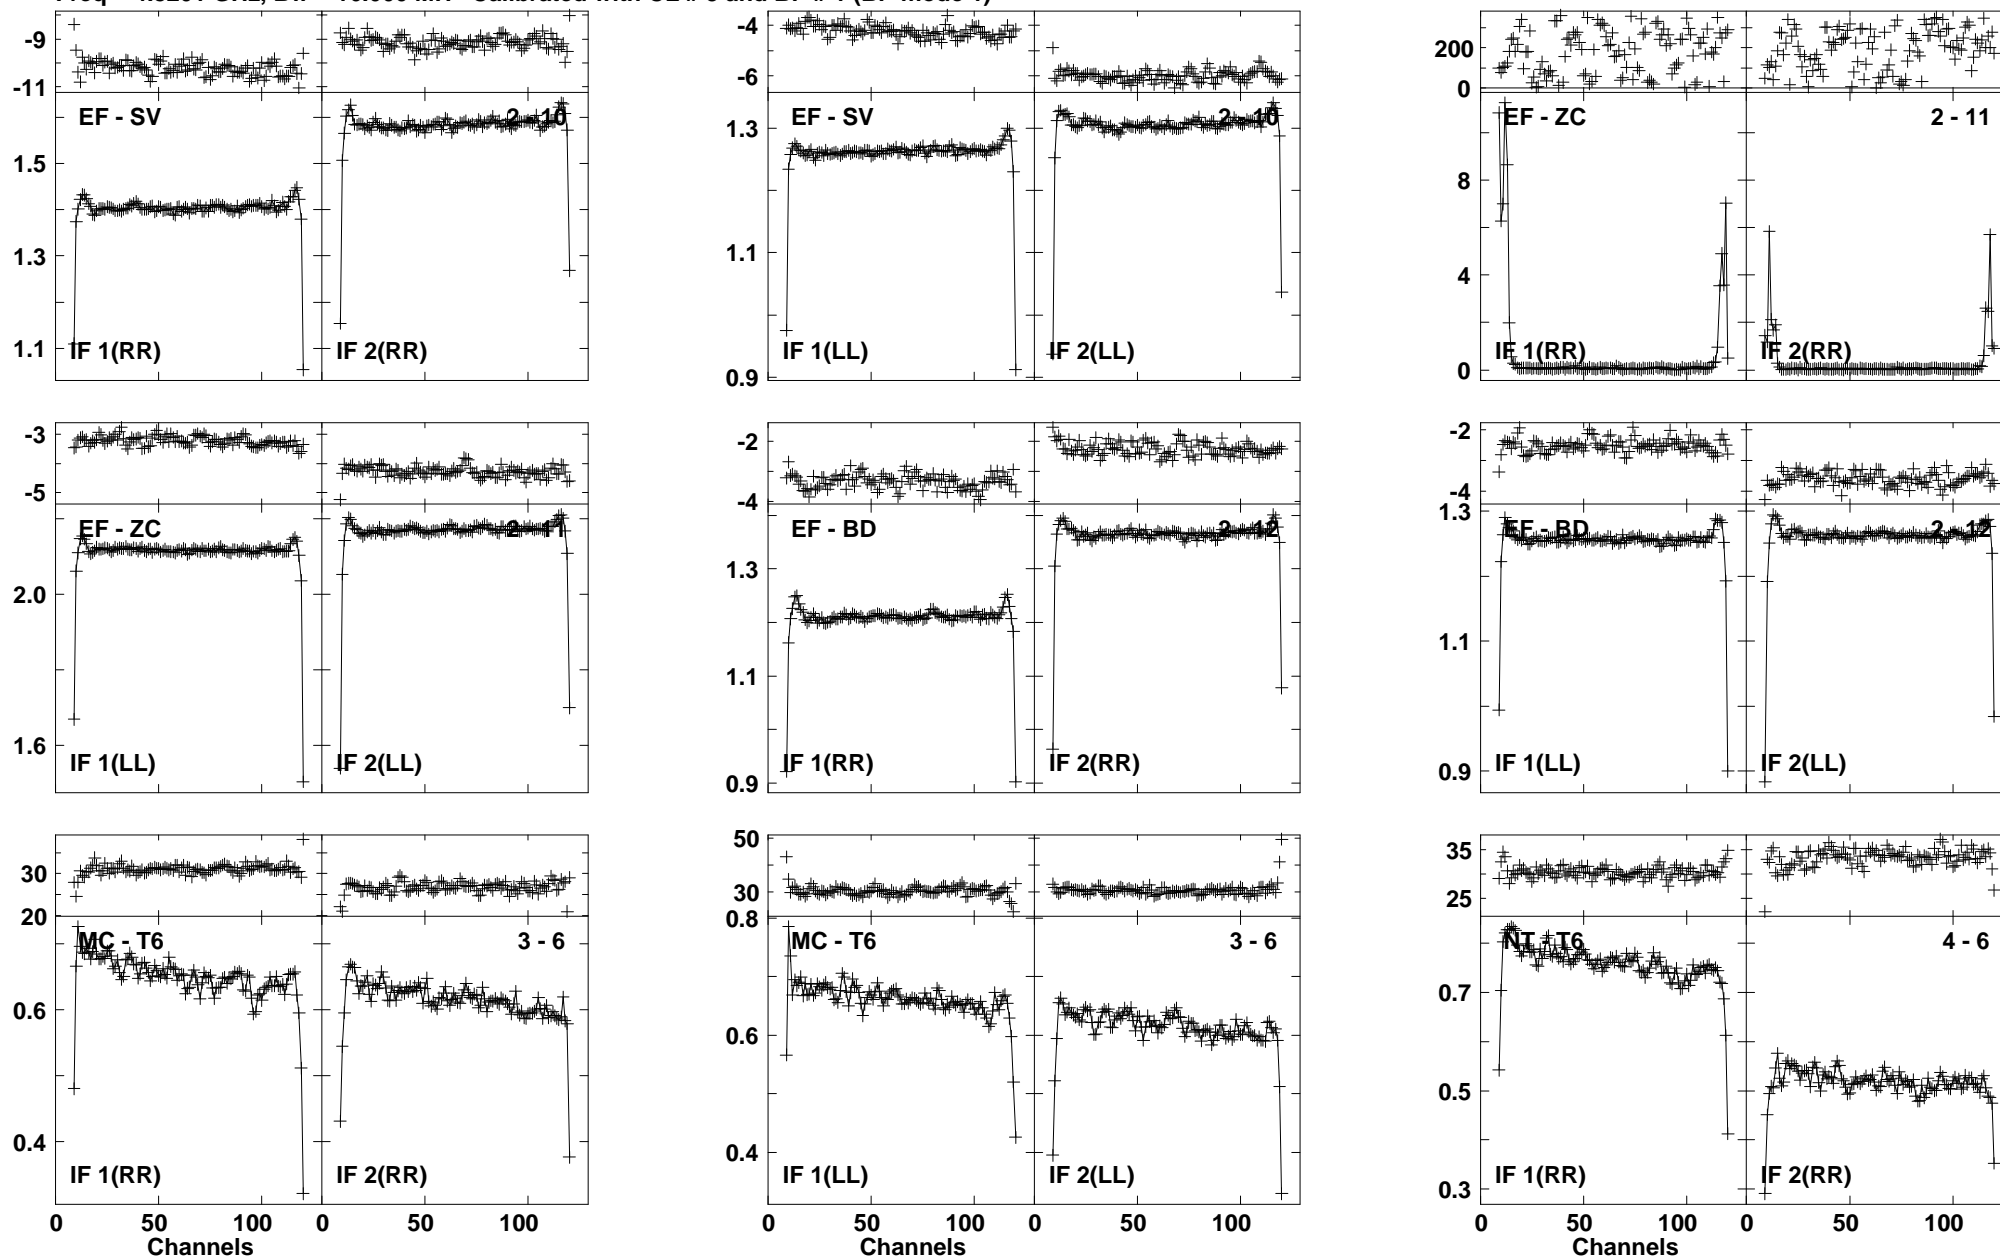 -9 -11
EF - SV 2 - 10
1.5 1.3 1.1
IF 1(RR) IF 2(RR)
-4 -6
EF - SV 2 - 10
1.3 1.1 0.9
IF 1(LL) IF 2(LL)
200 0
EF - ZC 2 - 11
8 4 0
IF 1(RR) IF 2(RR)
-3 -5
EF - ZC 2 - 11
2.0 1.6
IF 1(LL) IF 2(LL)
-2 -4
EF - BD 2 - 12
1.3 1.1 0.9
IF 1(RR) IF 2(RR)
-2 -4
EF - BD 2 - 12
1.3 1.1 0.9
IF 1(LL) IF 2(LL)
30 20
MC - T6 3 - 6
0.6 0.4
IF 1(RR) IF 2(RR)
0 50 100 0 50 100
Channels
50 30
MC - T6 3 - 6
0.8 0.6 0.4
IF 1(LL) IF 2(LL)
0 50 100 0 50 100
Channels
35 25
NT - T6 4 - 6
0.7 0.5 0.3
IF 1(RR) IF 2(RR)
0 50 100 0 50 100
Channels